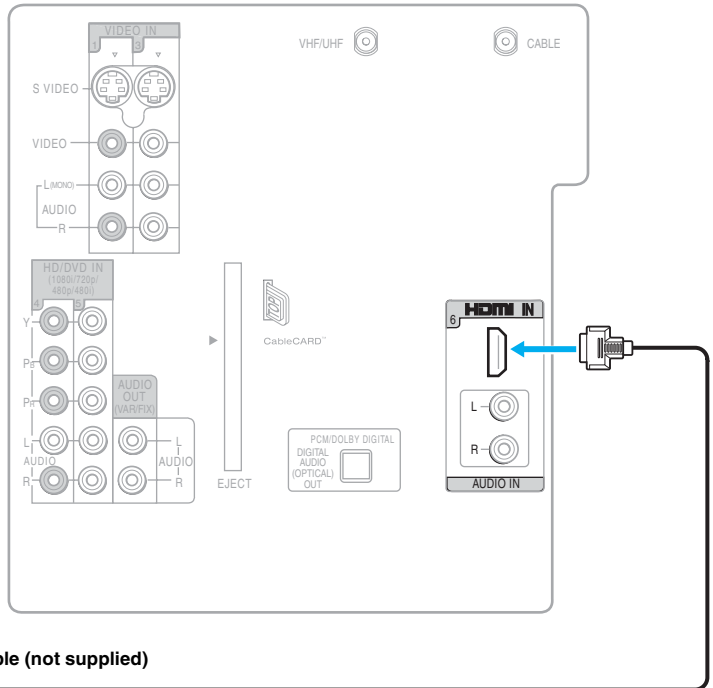 VIDEO IN
1 3
VHF/UHF
CABLE
S VIDEO
VIDEO
L(MONO)
AUDIO
R
HD/DVD IN
(1080i/720p/
480p/480i)
4 5
Y
PB
PR
L
AUDIO
R
AUDIO
OUT
(VAR/FIX)
L
AUDIO
R
CableCARD™
EJECT
PCM/DOLBY DIGITAL
DIGITAL
AUDIO
(OPTICAL)
OUT
6 HDMI IN
L
R
AUDIO IN
ble (not supplied)